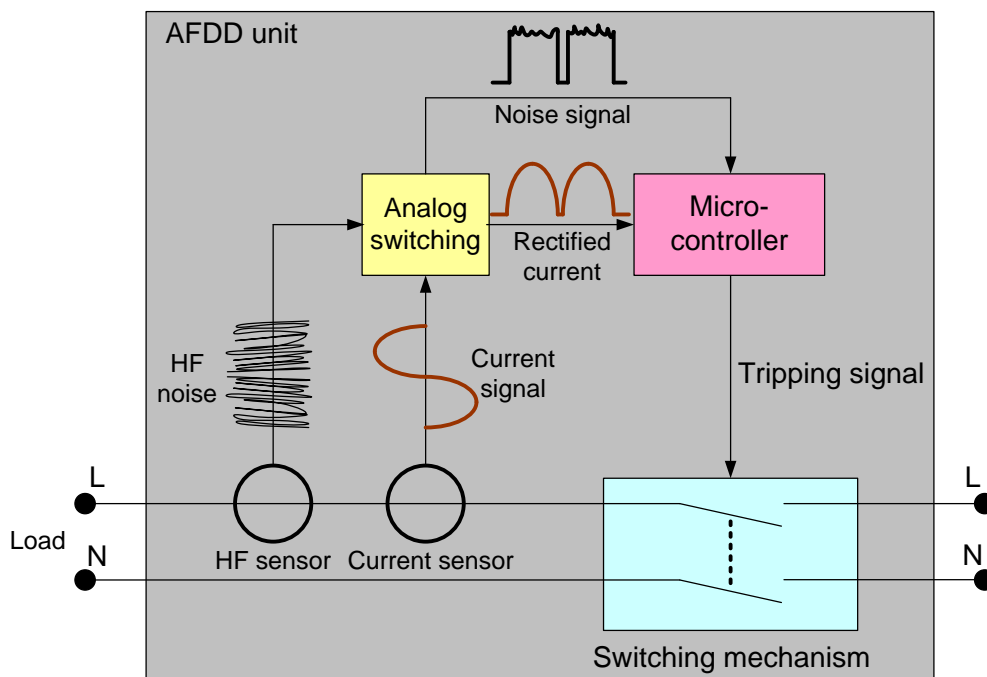 AFDD unit
Noise signal
Analog
switching
Rectified
current
Micro-
controller
HF
noise
Current
signal
Tripping signal
L
L
Load
N
N
HF sensor
Current sensor
Switching mechanism